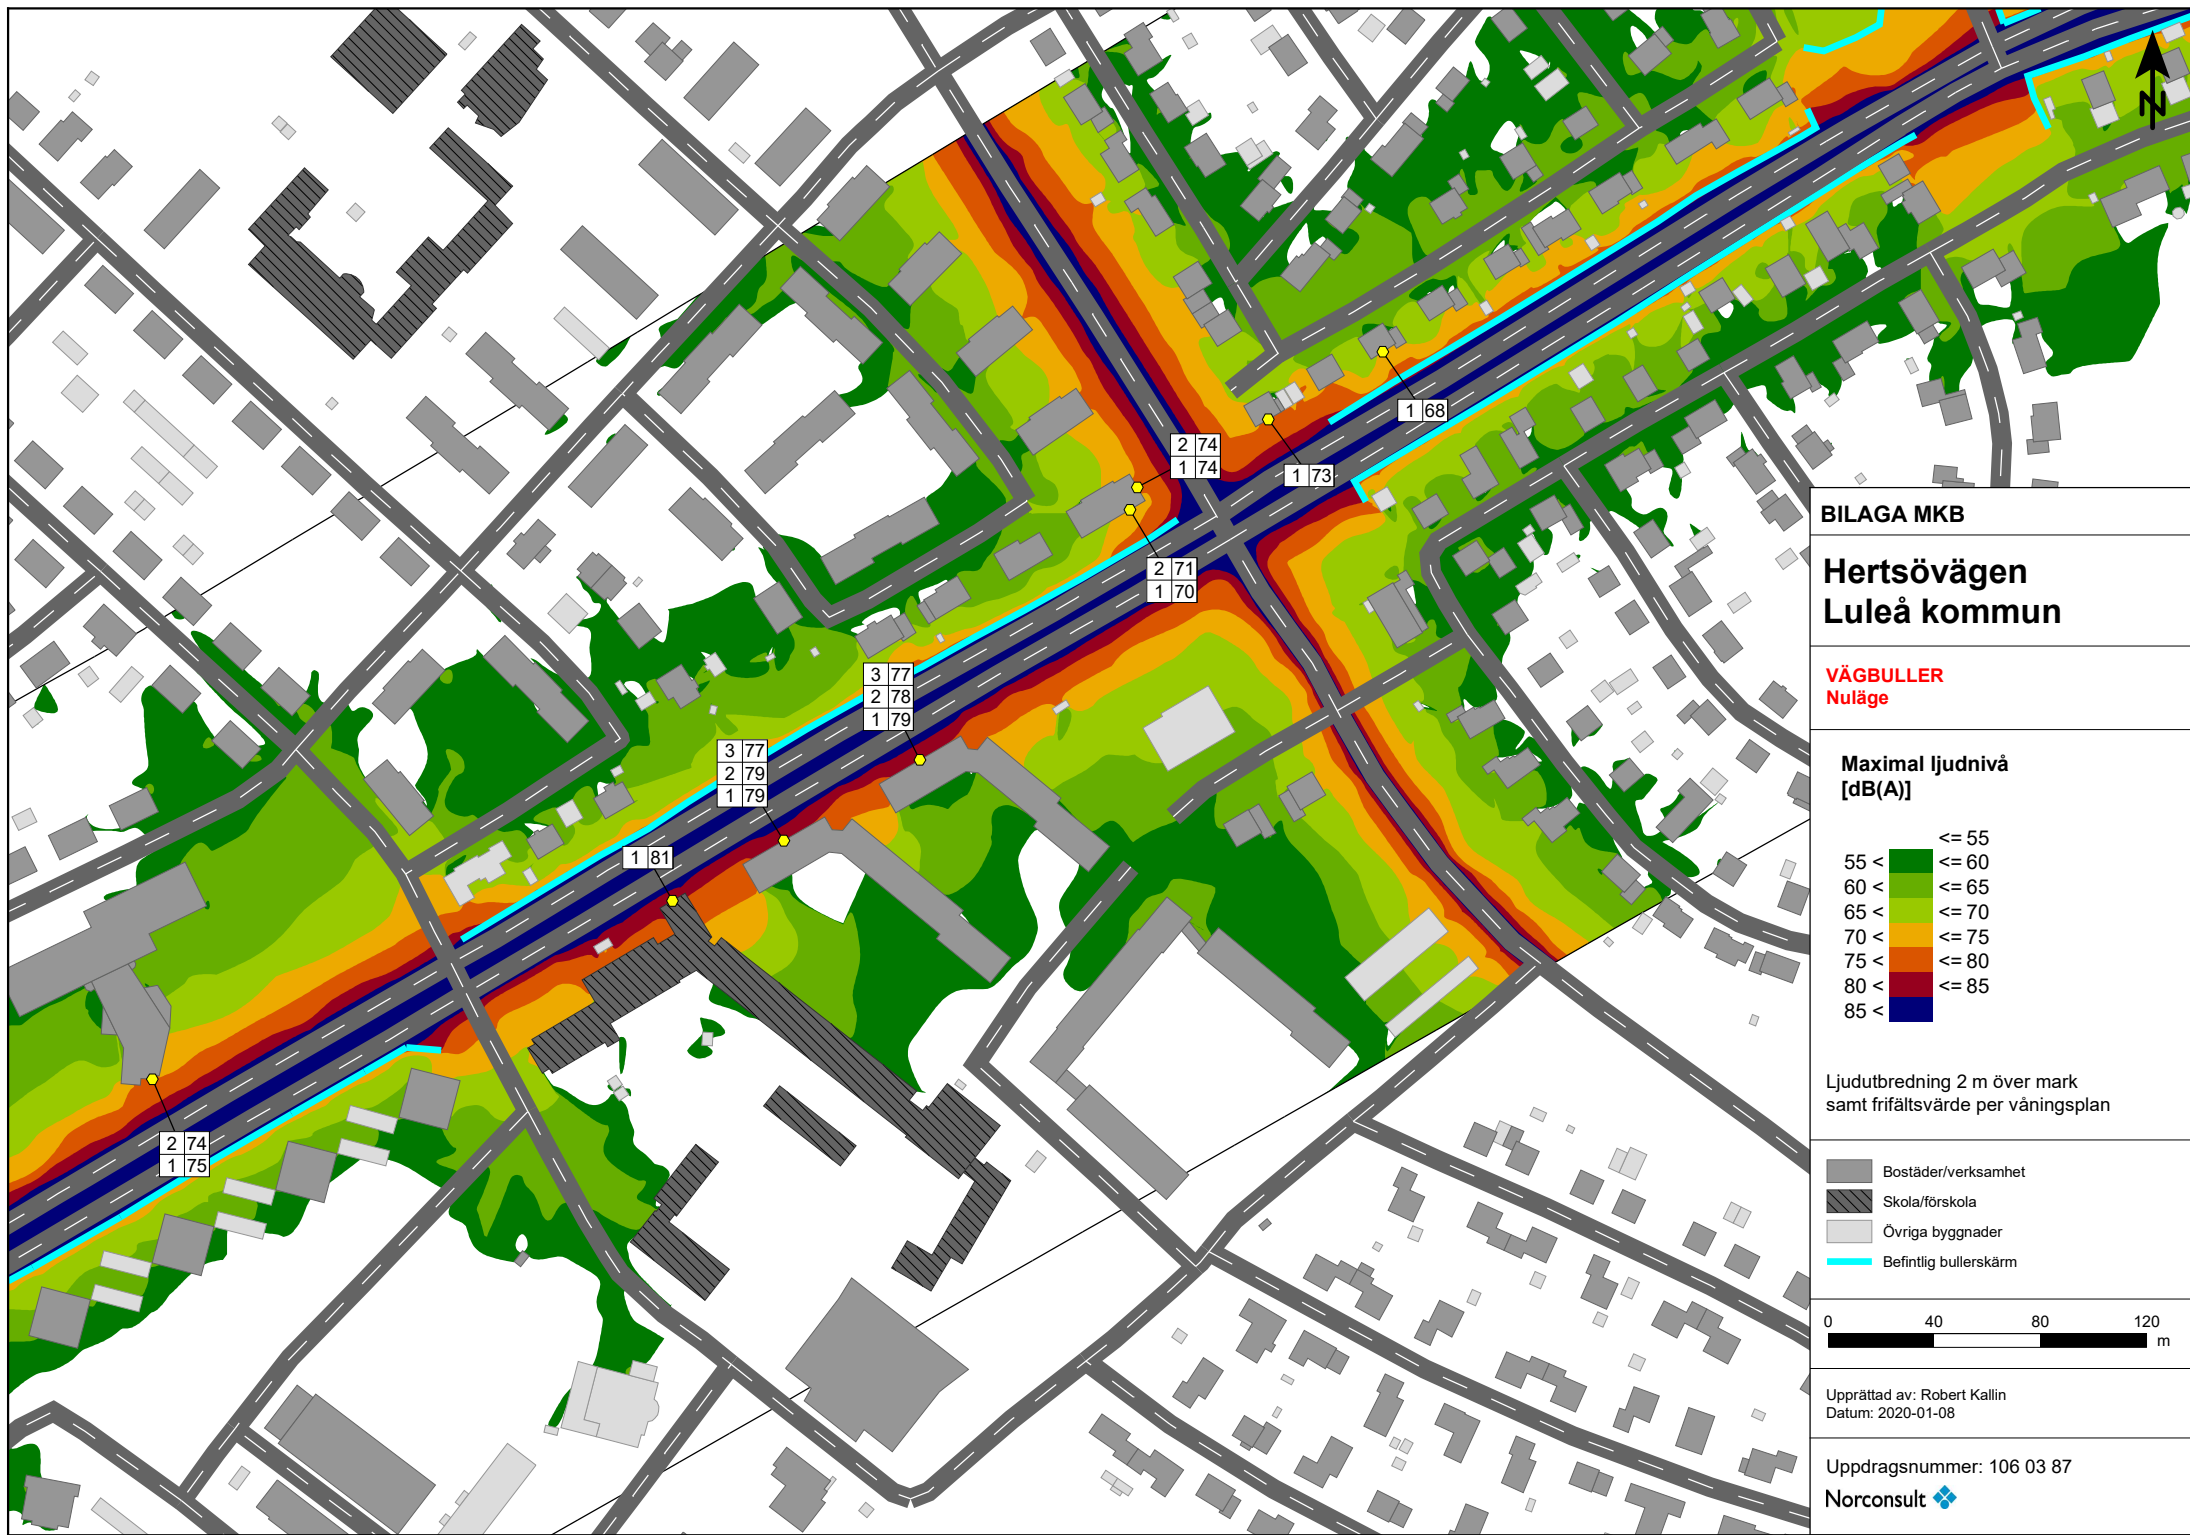 1 68
2 74
1 74
1 73
2 71
1 70
3 77
2 78
1 79
3 77
2 79
1 79
1 81
2 74
1 75
N
BILAGA MKB
Hertsövägen
Luleå kommun
VÄGBULLER
Nuläge
Maximal ljudnivå
[dB(A)]
<= 55
55 < <= 60
60 < <= 65
65 < <= 70
70 < <= 75
75 < <= 80
80 < <= 85
85 <
Ljudutbredning 2 m över mark
samt frifältsvärde per våningsplan
Bostäder/verksamhet
Skola/förskola
Övriga byggnader
Befintlig bullerskärm
0 40 80 120
m
Upprättad av: Robert Kallin
Datum: 2020-01-08
Uppdragsnummer: 106 03 87
Norconsult